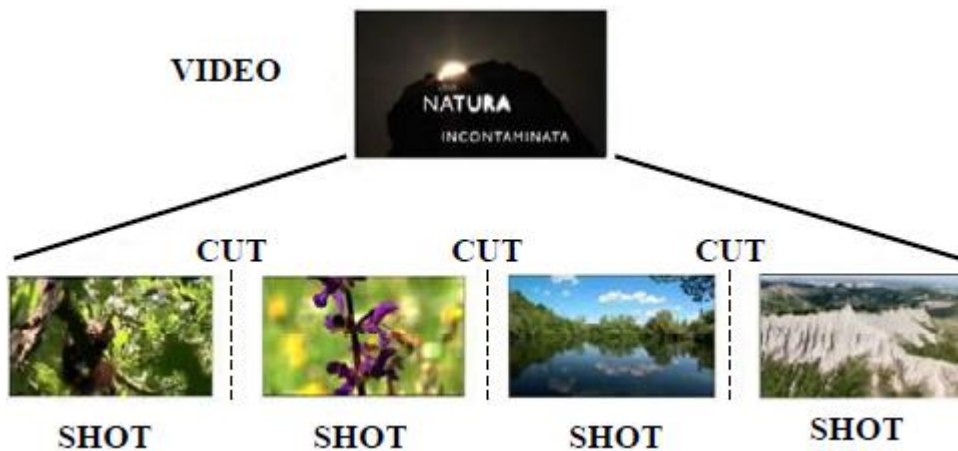 VIDEO
NATURA
INCONTAMINATA
CUT CUT CUT
SHOT SHOT SHOT SHOT